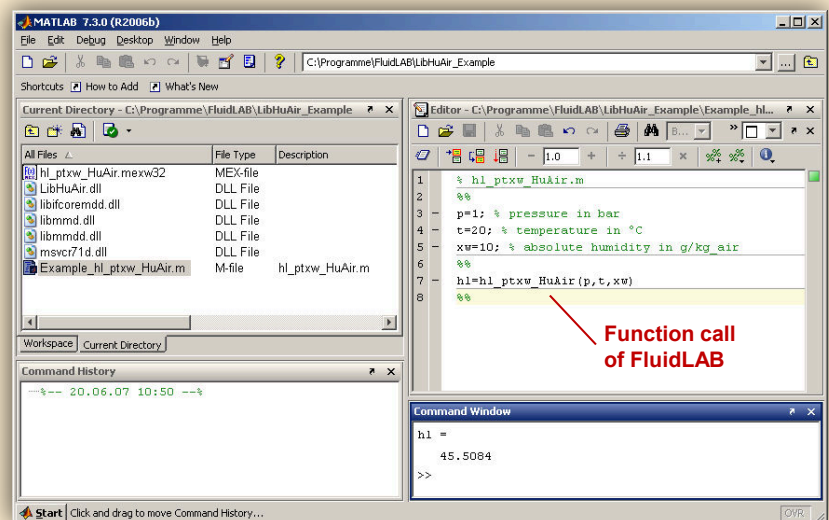 MATLAB 7.3.0 (R2006b)
File Edit Debug Desktop Window Help
C:\Programme\FluidLAB\LibHuAir_Example
Shortcuts How to Add What's New
Current Directory - C:\Programme\FluidLAB\LibHuAir_Example
All Files File Type Description
hl_ptxw_HuAir.mexw32 MEX-file
LibHuAir.dll DLL File
libifcoremdd.dll DLL File
libmmd.dll DLL File
libmmdd.dll DLL File
msvcr71d.dll DLL File
Example_hl_ptxw_HuAir.m M-file hl_ptxw_HuAir.m
Workspace Current Directory
Command History
%-- 20.06.07 10:50 --%
Editor - C:\Programme\FluidLAB\LibHuAir_Example\Example_hl...
B...
1.0 1.1
1 % hl_ptxw_HuAir.m
2 %%
3 - p=1; % pressure in bar
4 - t=20; % temperature in °C
5 - xw=10; % absolute humidity in g/kg_air
6 %%
7 - hl=hl_ptxw_HuAir(p,t,xw)
8 %%
Function call
of FluidLAB
Command Window
hl =
45.5084
>>
Start Click and drag to move Command History...
OVR